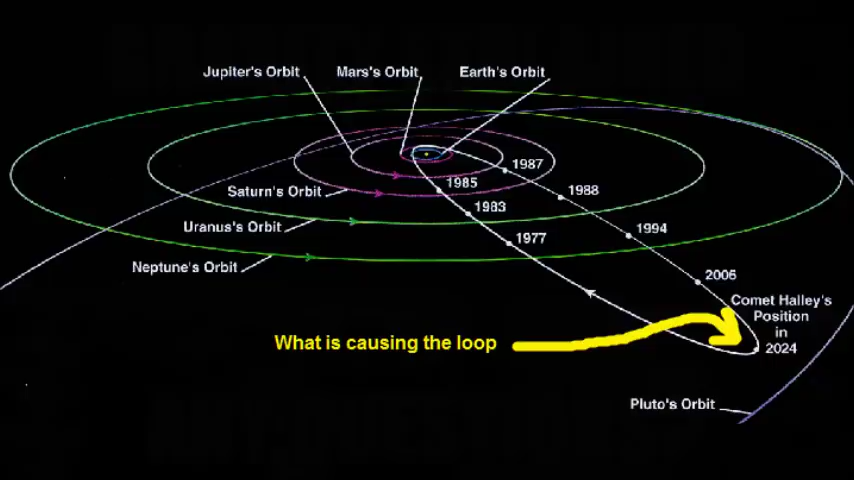 Jupiter's Orbit
Mars's Orbit
Earth's Orbit
1987
1985
Saturn's Orbit
1988
1983
Uranus's Orbit
1994
1977
Neptune's Orbit
2005
Comet Halley's
Position
in
2024
What is causing the loop
Pluto's Orbit